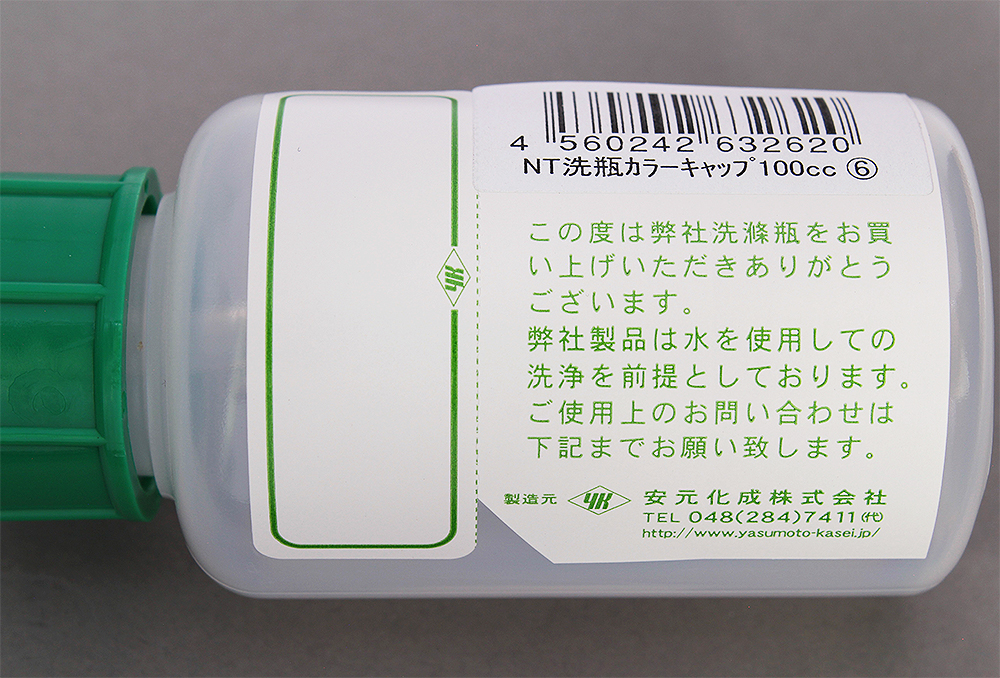 4 560242 632620
NT洗瓶カラーキャップ100cc ⑥
この度は弊社洗滌瓶をお買
い上げいただきありがとう
ございます。
弊社製品は水を使用しての
洗浄を前提としております。
ご使用上のお問い合わせは
下記までお願い致します。
製造元 YK 安元化成株式会社
TEL 048(284)7411㈹
http://www.yasumoto-kasei.jp/
YK